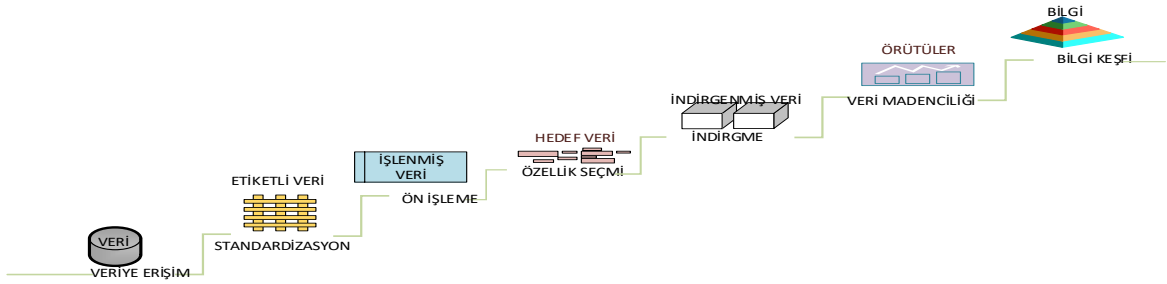 BİLGİ
BİLGİ KEŞFİ
ÖRÜTÜLER
VERİ MADENCİLİĞİ
İNDİRGENMİŞ VERİ
İNDİRGME
HEDEF VERİ
ÖZELLİK SEÇMİ
İŞLENMİŞ
VERİ
ÖN İŞLEME
ETİKETLİ VERİ
STANDARDİZASYON
VERİ
VERİYE ERİŞİM